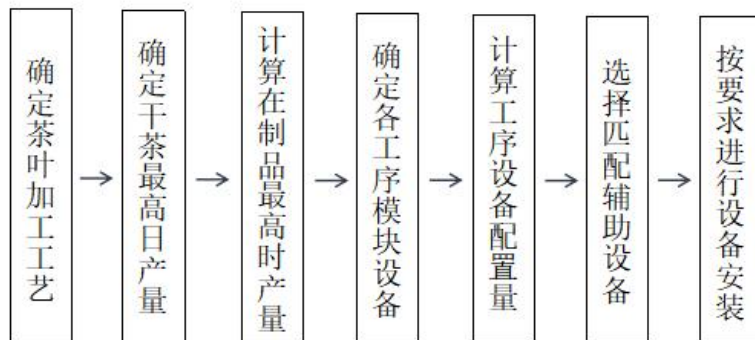 确定茶叶加工工艺
确定干茶最高日产量
计算在制品最高时产量
确定各工序模块设备
计算工序设备配置量
选择匹配辅助设备
按要求进行设备安装